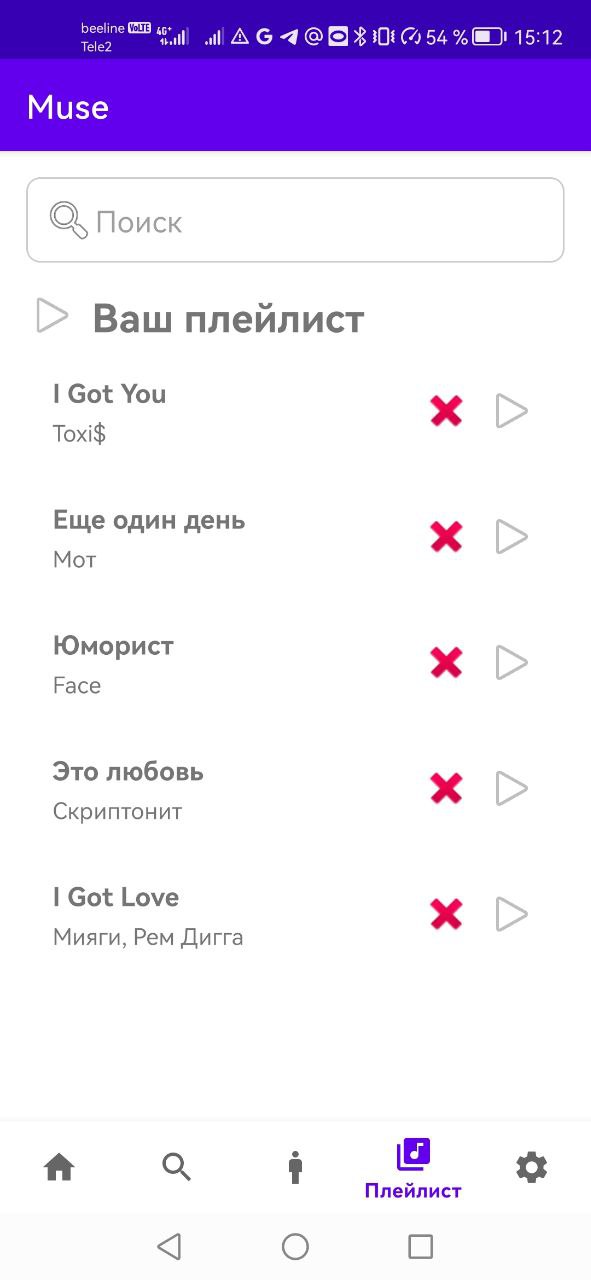 beeline VoLTE 4G+ 54 % 15:12
Tele2
Muse
Поиск
Ваш плейлист
I Got You
Toxi$
Еще один день
Мот
Юморист
Face
Это любовь
Скриптонит
I Got Love
Мияги, Рем Дигга
Плейлист